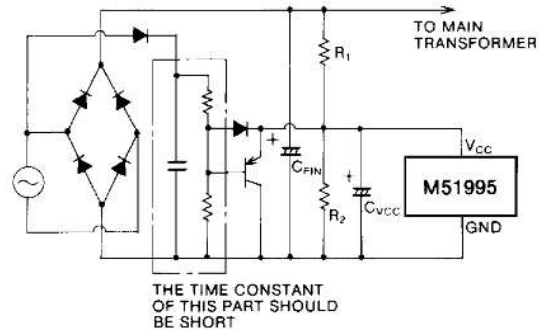 TO MAIN
TRANSFORMER
R1
CFIN
R2
CVCC
VCC
M51995
GND
THE TIME CONSTANT
OF THIS PART SHOULD
BE SHORT